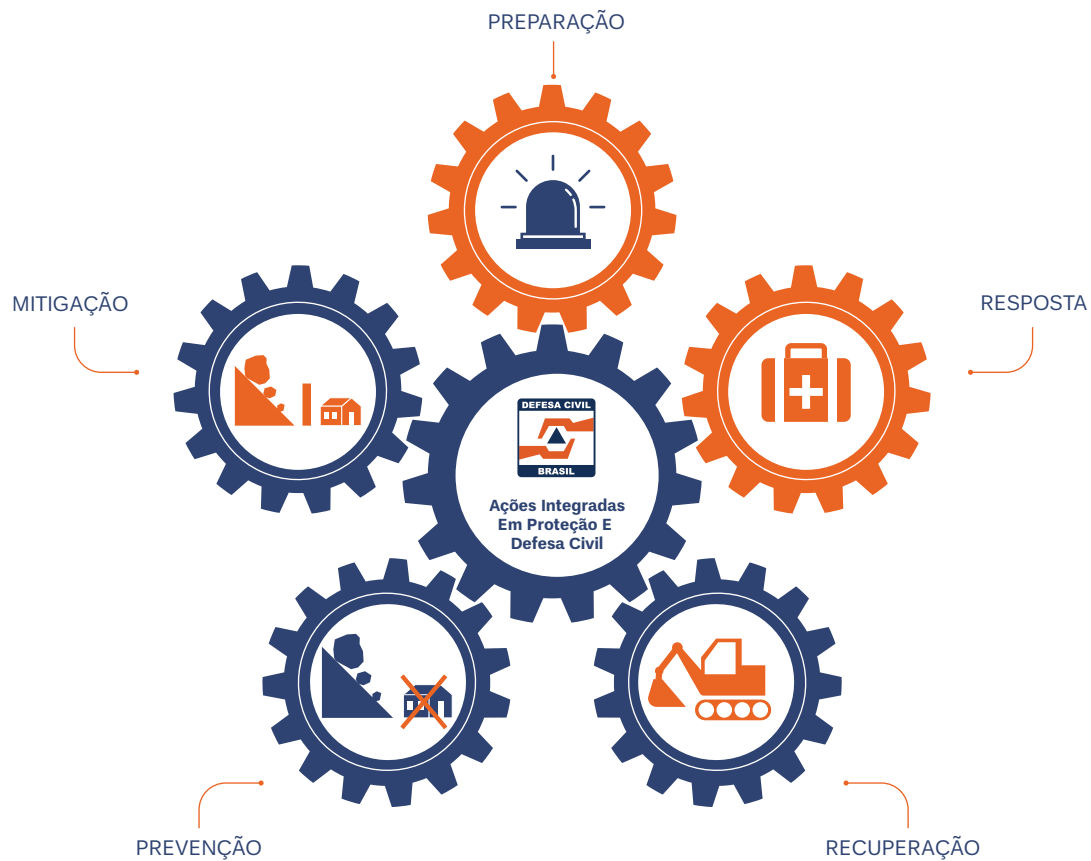 PREPARAÇÃO
MITIGAÇÃO
RESPOSTA
DEFESA CIVIL
BRASIL
Ações Integradas
Em Proteção E
Defesa Civil
PREVENÇÃO
RECUPERAÇÃO